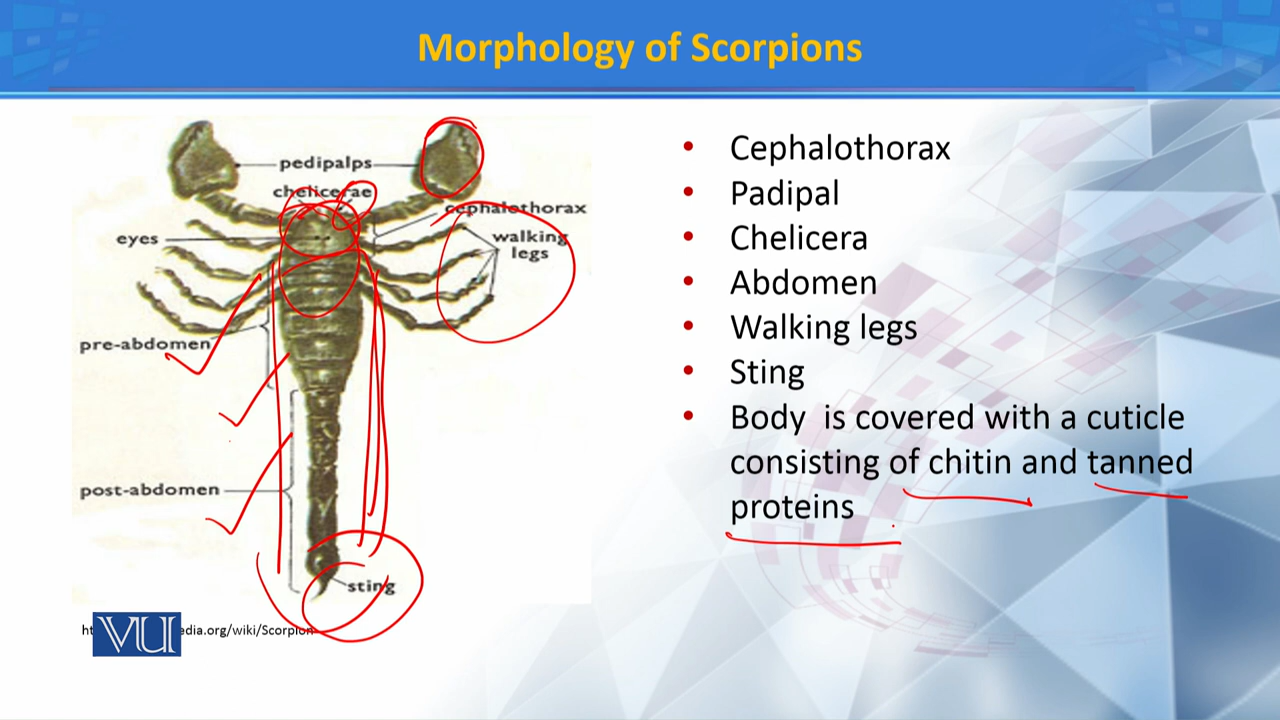 Morphology of Scorpions
pedipalps
chelicerae
cephalothorax
eyes
walking
legs
pre-abdomen
post-abdomen
sting
edia.org/wiki/Scorpion
VU
• Cephalothorax
• Padipal
• Chelicera
• Abdomen
• Walking legs
• Sting
• Body is covered with a cuticle
consisting of chitin and tanned
proteins